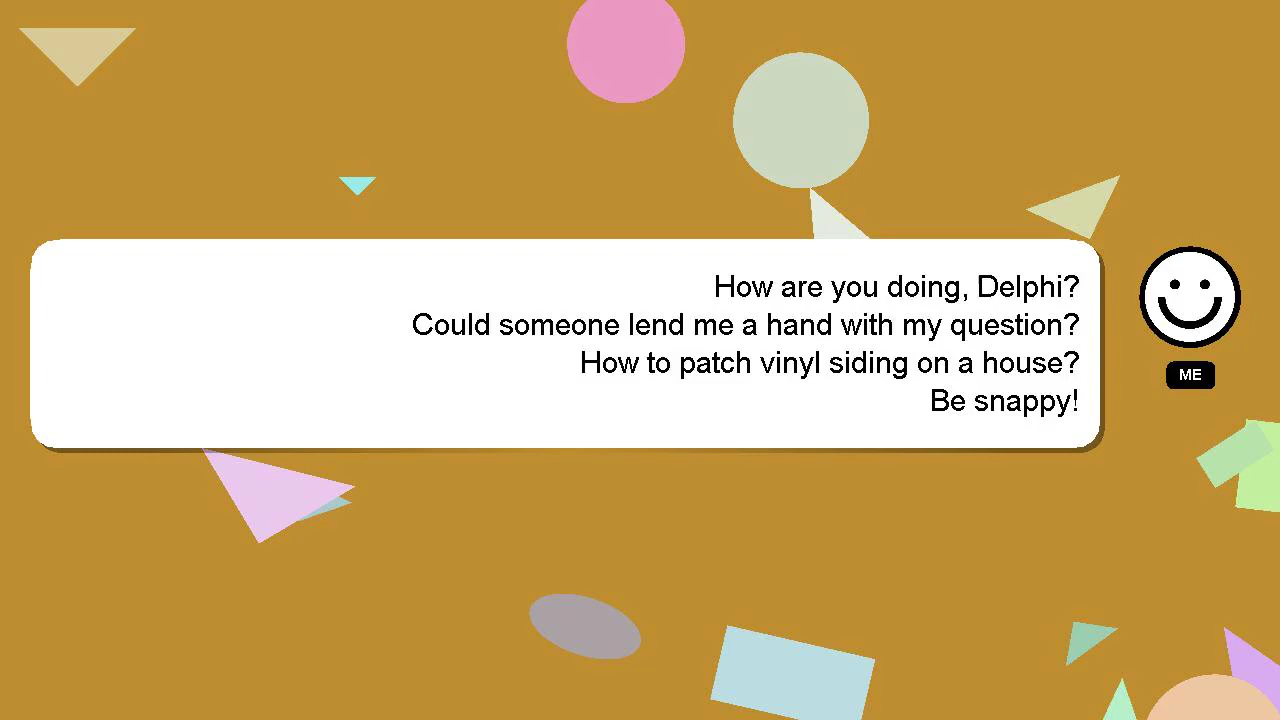 How are you doing, Delphi?
Could someone lend me a hand with my question?
How to patch vinyl siding on a house?
Be snappy!
ME